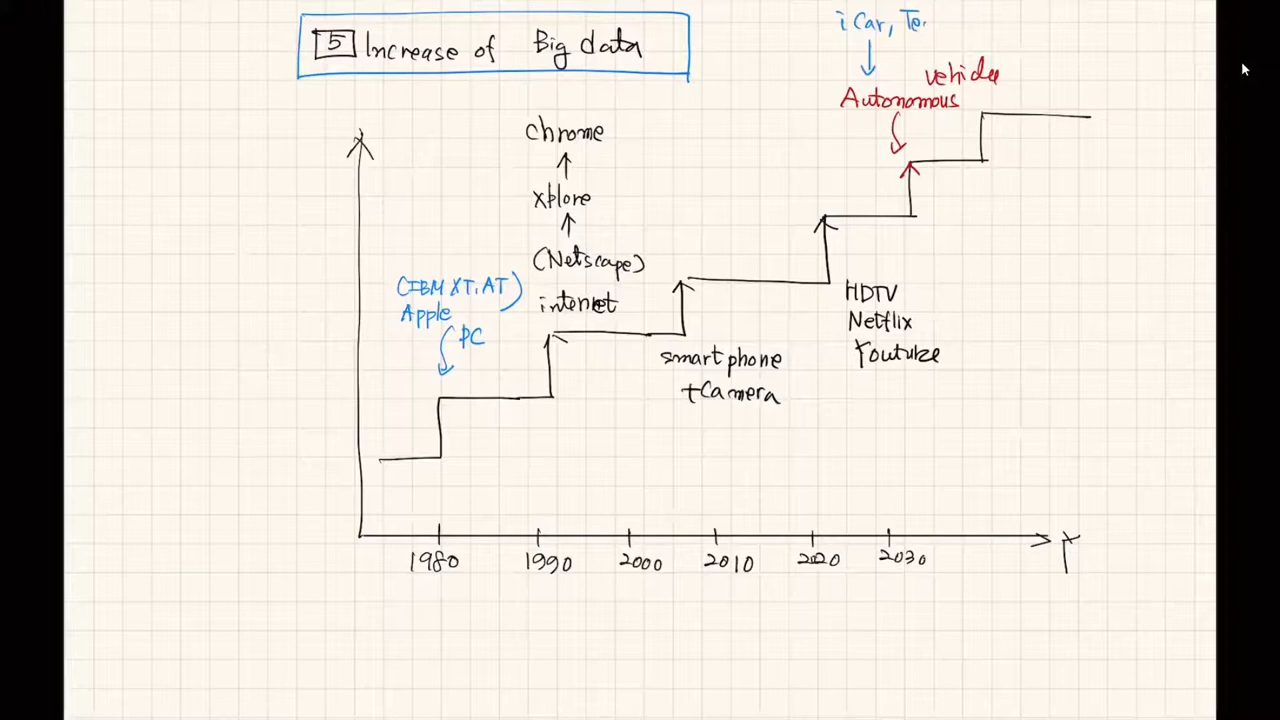 5 Increase of Big data
i Car, Te
vehicle
Autonomous
chrome
xplore
(Netscape)
internet
(IBM XT, AT)
Apple
PC
smart phone
+Camera
HDTV
Netflix
Youtube
1980 1990 2000 2010 2020 2030